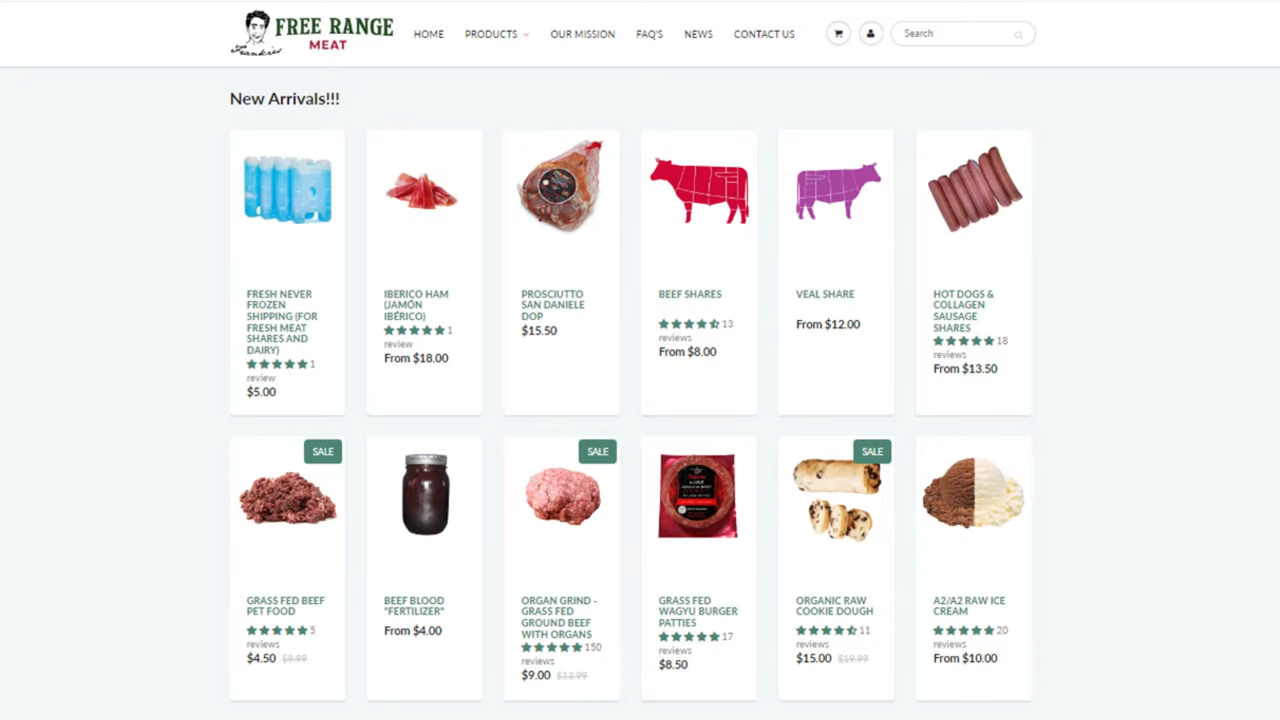 FREE RANGE
MEAT
Frankies
HOME PRODUCTS OUR MISSION FAQ'S NEWS CONTACT US
Search
New Arrivals!!!
FRESH NEVER
FROZEN
SHIPPING (FOR
FRESH MEAT
SHARES AND
DAIRY)
1
review
$5.00
IBERICO HAM
(JAMÓN
IBÉRICO)
1
review
From $18.00
PROSCIUTTO
SAN DANIELE
DOP
$15.50
BEEF SHARES
13
reviews
From $8.00
VEAL SHARE
From $12.00
HOT DOGS &
COLLAGEN
SAUSAGE
SHARES
18
reviews
From $13.50
SALE
GRASS FED BEEF
PET FOOD
5
reviews
$4.50 $9.99
BEEF BLOOD
"FERTILIZER"
From $4.00
SALE
ORGAN GRIND -
GRASS FED
GROUND BEEF
WITH ORGANS
150
reviews
$9.00 $13.99
GRASS FED
WAGYU BURGER
PATTIES
17
reviews
$8.50
SALE
ORGANIC RAW
COOKIE DOUGH
11
reviews
$15.00 $19.99
A2/A2 RAW ICE
CREAM
20
reviews
From $10.00